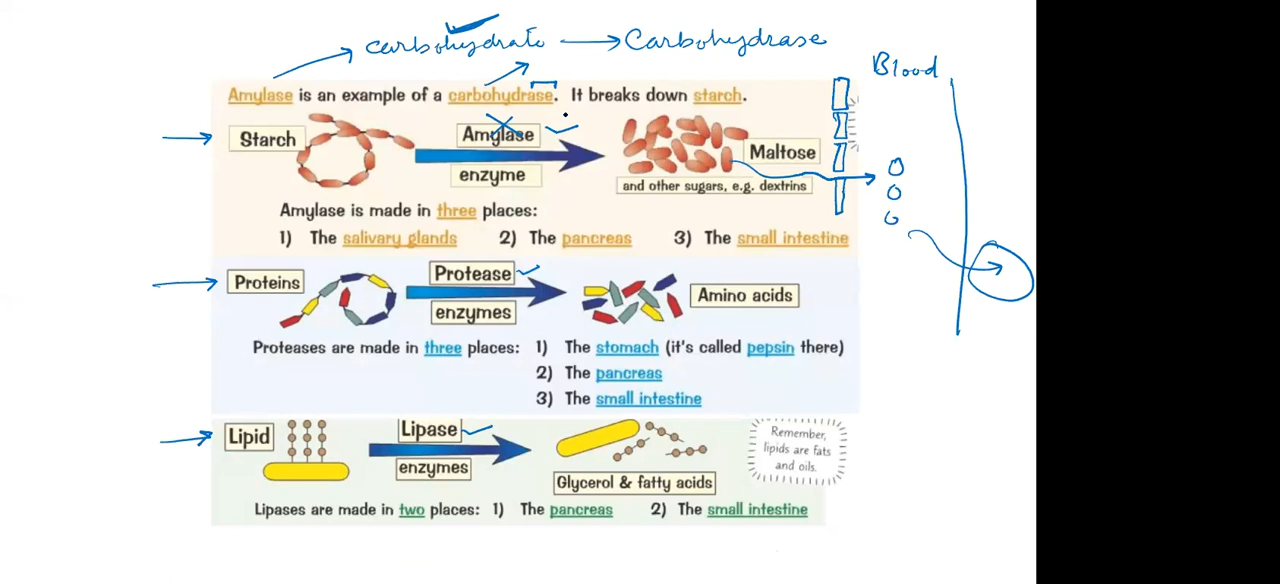 carbohydrate → Carbohydrase
Blood
Amylase is an example of a carbohydrase. It breaks down starch.
Starch
Amylase
enzyme
Maltose
and other sugars, e.g. dextrins
Amylase is made in three places:
1) The salivary glands 2) The pancreas 3) The small intestine
Proteins
Protease
enzymes
Amino acids
Proteases are made in three places: 1) The stomach (it's called pepsin there)
2) The pancreas
3) The small intestine
Lipid
Lipase
enzymes
Glycerol & fatty acids
Remember,
lipids are fats
and oils.
Lipases are made in two places: 1) The pancreas 2) The small intestine